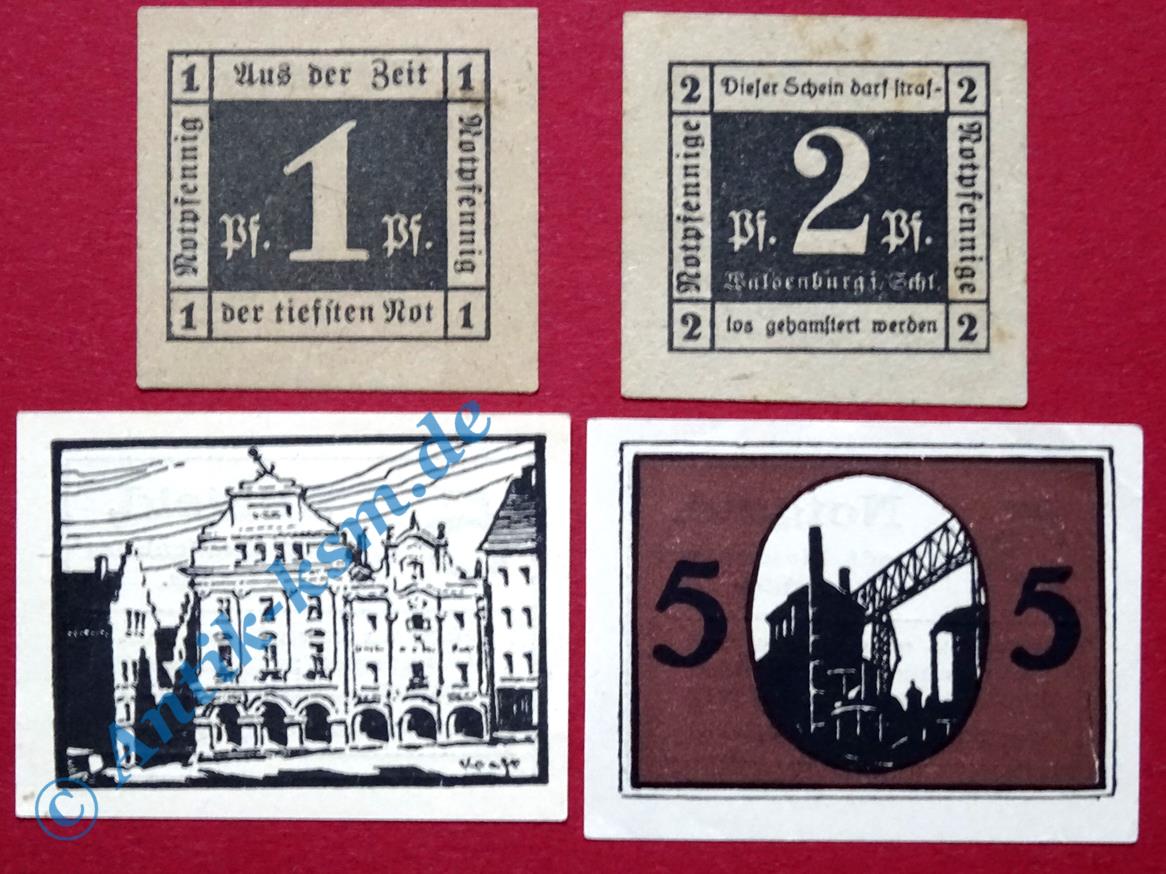 1 Aus der Zeit 1
Notpfennig
Pf. 1 Pf.
Notpfennig
1 der tiefsten Not 1
2 Dieser Schein darf straf- 2
Notpfennige
Pf. 2 Pf.
Waldenburg i. Schl.
Notpfennige
2 los gehamstert werden 2
5 5
© Antik-ksm.de